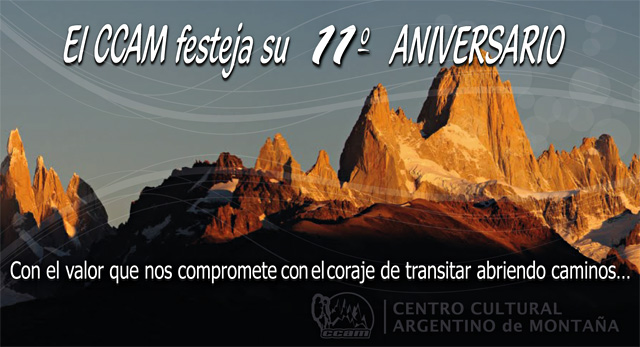 El CCAM festeja su 11º ANIVERSARIO
Con el valor que nos compromete con el coraje de transitar abriendo caminos...
CENTRO CULTURAL
ARGENTINO de MONTAÑA
ccam